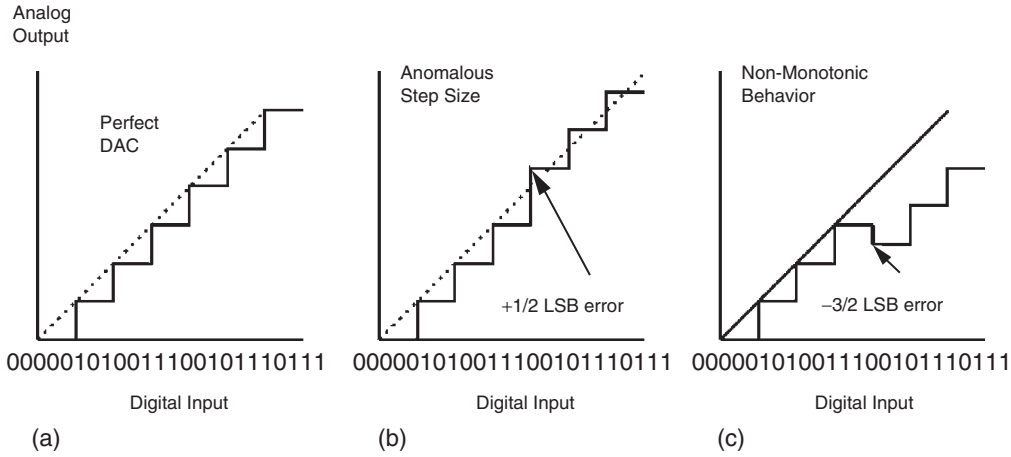 Analog
Output
Perfect
DAC
000001010011100101110111
Digital Input
(a)
Anomalous
Step Size
+1/2 LSB error
000001010011100101110111
Digital Input
(b)
Non-Monotonic
Behavior
−3/2 LSB error
000001010011100101110111
Digital Input
(c)